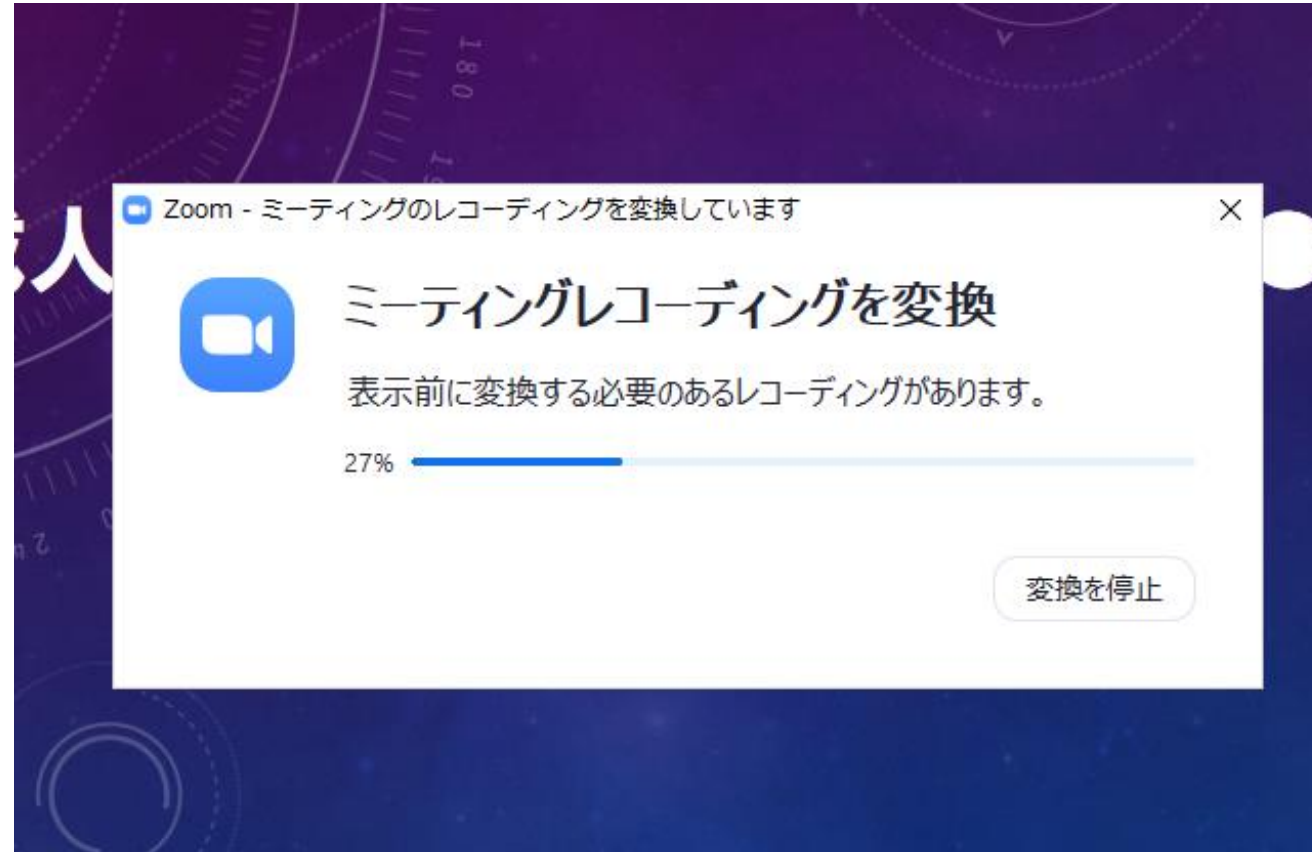 180
Zoom - ミーティングのレコーディングを変換しています
人
ミーティングレコーディングを変換
表示前に変換する必要のあるレコーディングがあります。
27%
変換を停止